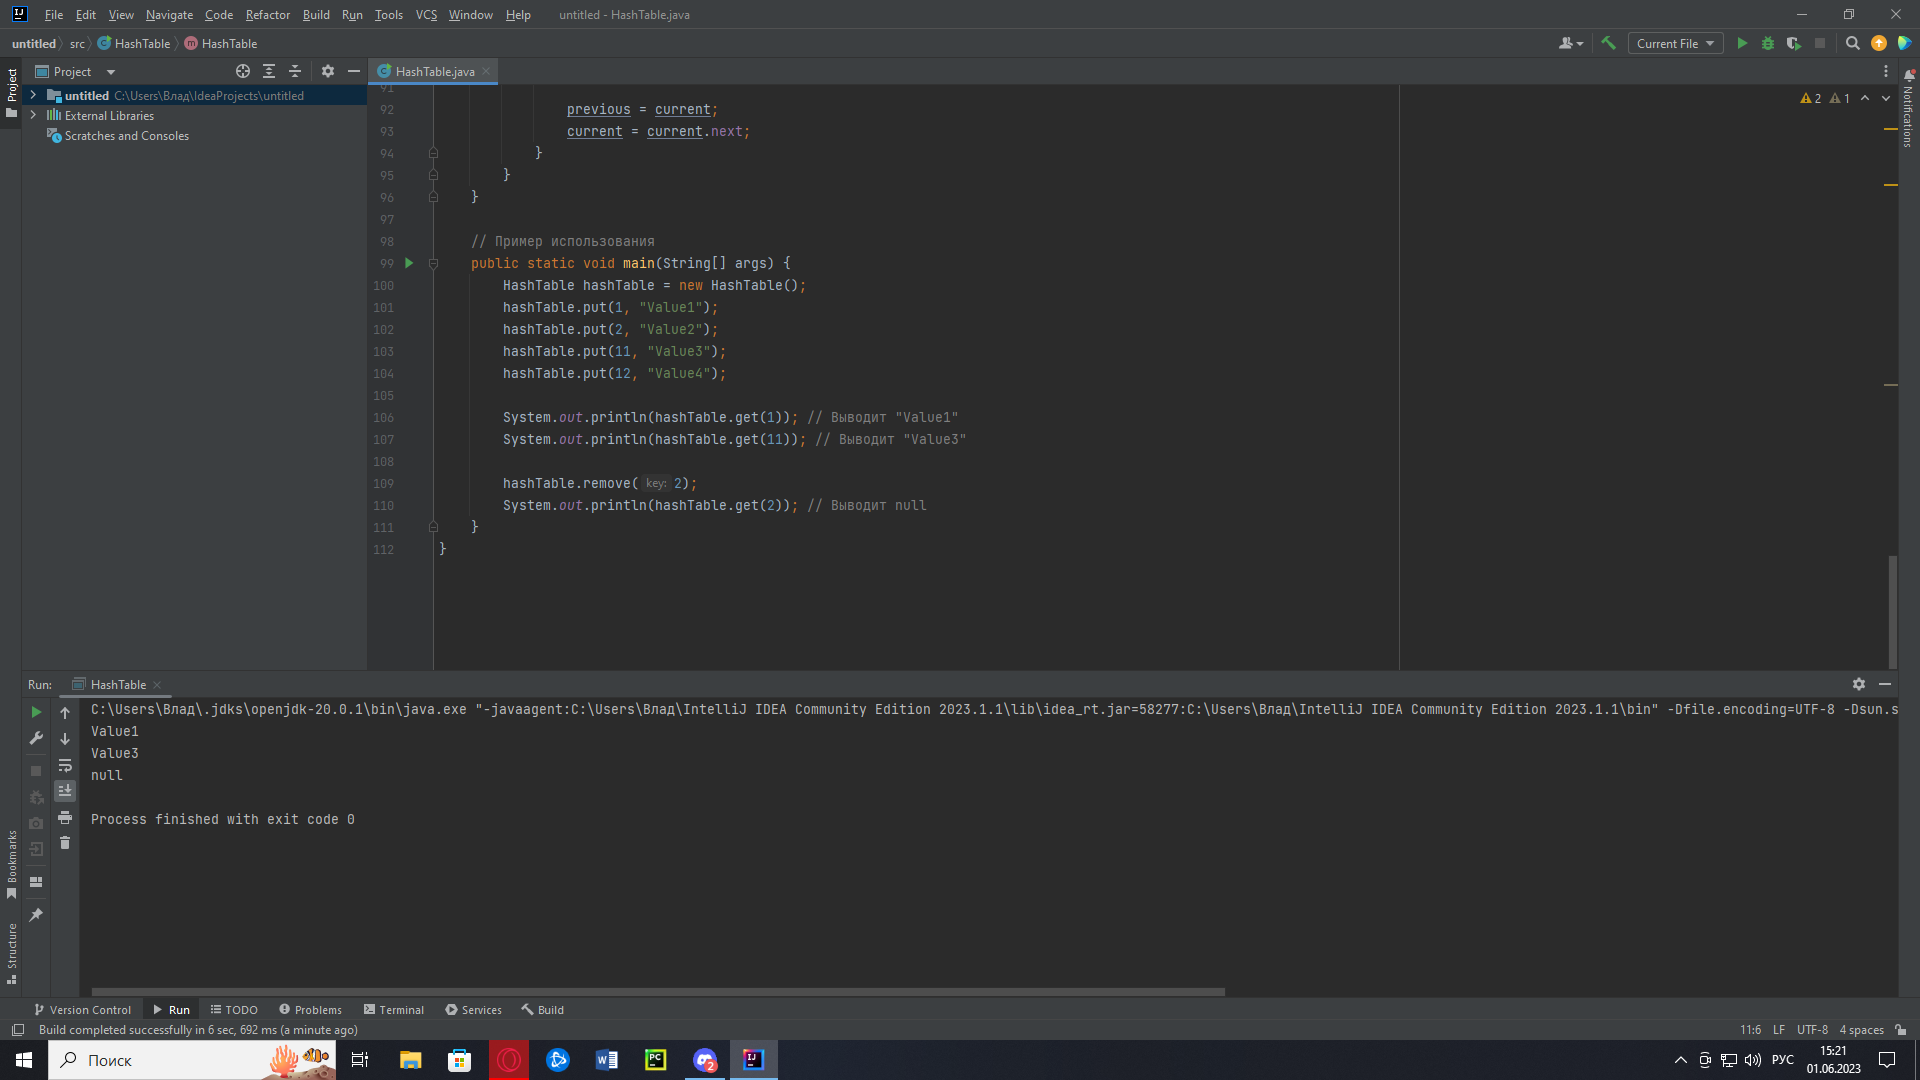 File Edit View Navigate Code Refactor Build Run Tools VCS Window Help untitled - HashTable.java
untitled src HashTable HashTable Current File
Project HashTable.java
Project
Notifications
untitled C:\Users\Влад\IdeaProjects\untitled
External Libraries
Scratches and Consoles
2 1
91
92 previous = current;
93 current = current.next;
94 }
95 }
96 }
97
98 // Пример использования
99 public static void main(String[] args) {
100 HashTable hashTable = new HashTable();
101 hashTable.put(1, "Value1");
102 hashTable.put(2, "Value2");
103 hashTable.put(11, "Value3");
104 hashTable.put(12, "Value4");
105
106 System.out.println(hashTable.get(1)); // Выводит "Value1"
107 System.out.println(hashTable.get(11)); // Выводит "Value3"
108
109 hashTable.remove( key: 2);
110 System.out.println(hashTable.get(2)); // Выводит null
111 }
112 }
Run: HashTable
C:\Users\Влад\.jdks\openjdk-20.0.1\bin\java.exe "-javaagent:C:\Users\Влад\IntelliJ IDEA Community Edition 2023.1.1\lib\idea_rt.jar=58277:C:\Users\Влад\IntelliJ IDEA Community Edition 2023.1.1\bin" -Dfile.encoding=UTF-8 -Dsun.s
Value1
Value3
null
Process finished with exit code 0
Bookmarks
Structure
Version Control Run TODO Problems Terminal Services Build
Build completed successfully in 6 sec, 692 ms (a minute ago) 11:6 LF UTF-8 4 spaces
Поиск PC 2 IJ РУС 15:21
01.06.2023